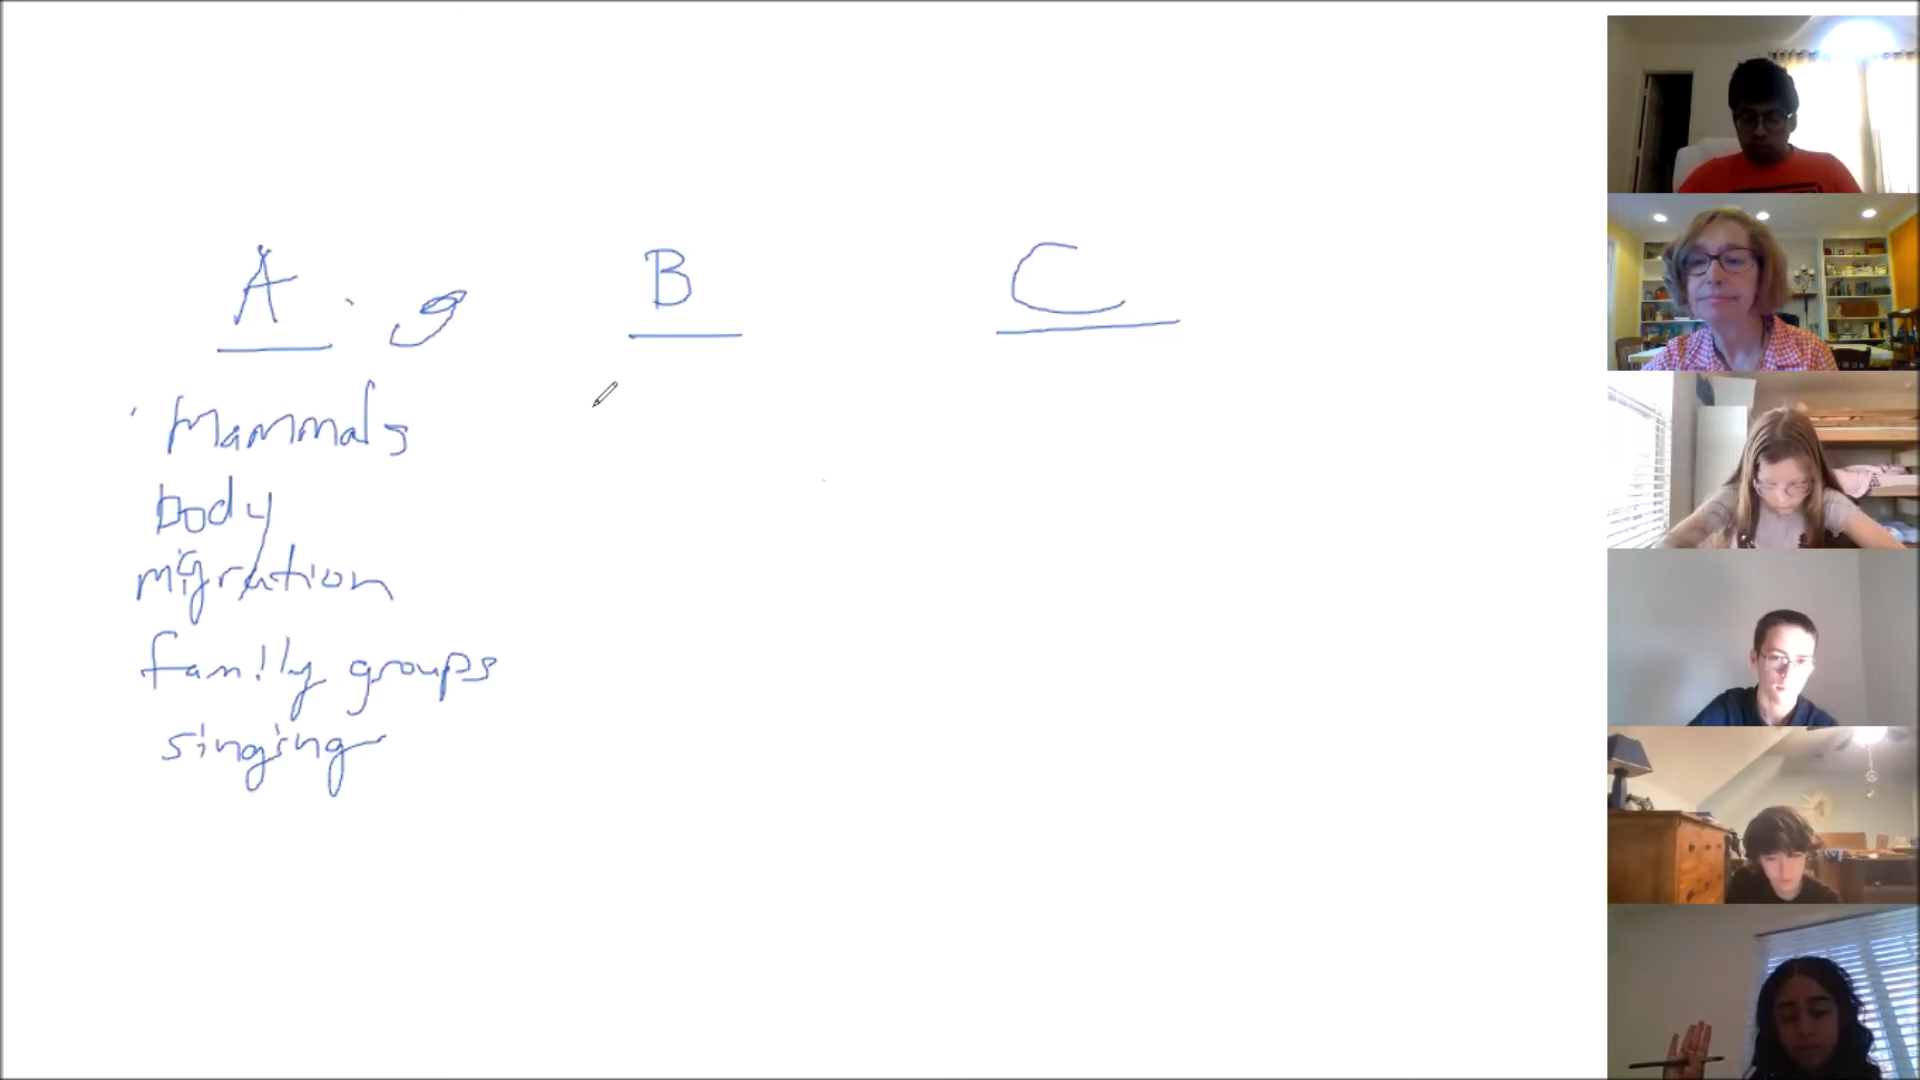 A B C
Mammals
body
migration
family groups
singing